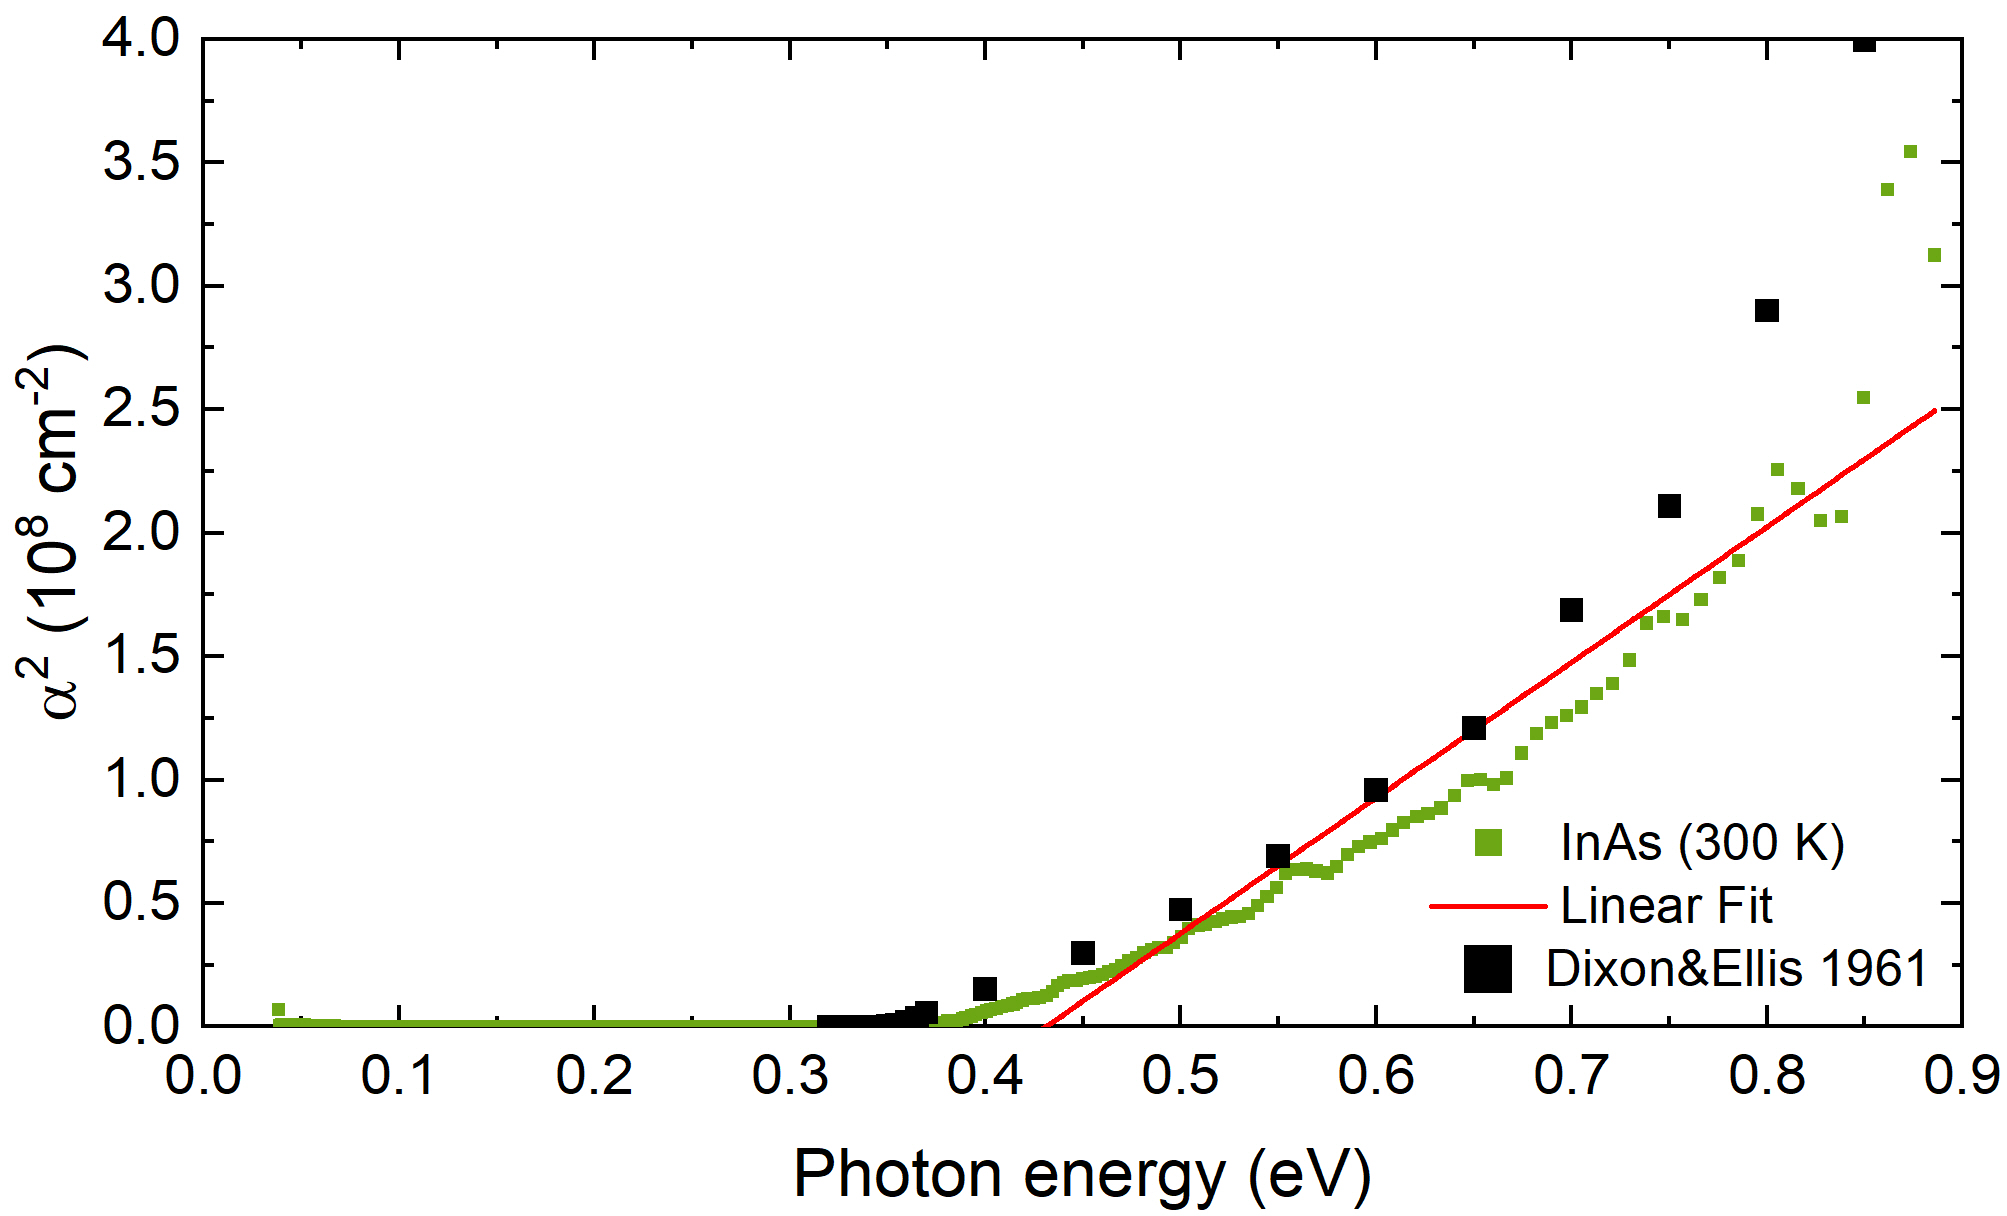 4.0
3.5
3.0
2.5
2.0
1.5
1.0
0.5
0.0
α² (10⁸ cm⁻²)
InAs (300 K)
Linear Fit
Dixon&Ellis 1961
0.0 0.1 0.2 0.3 0.4 0.5 0.6 0.7 0.8 0.9
Photon energy (eV)